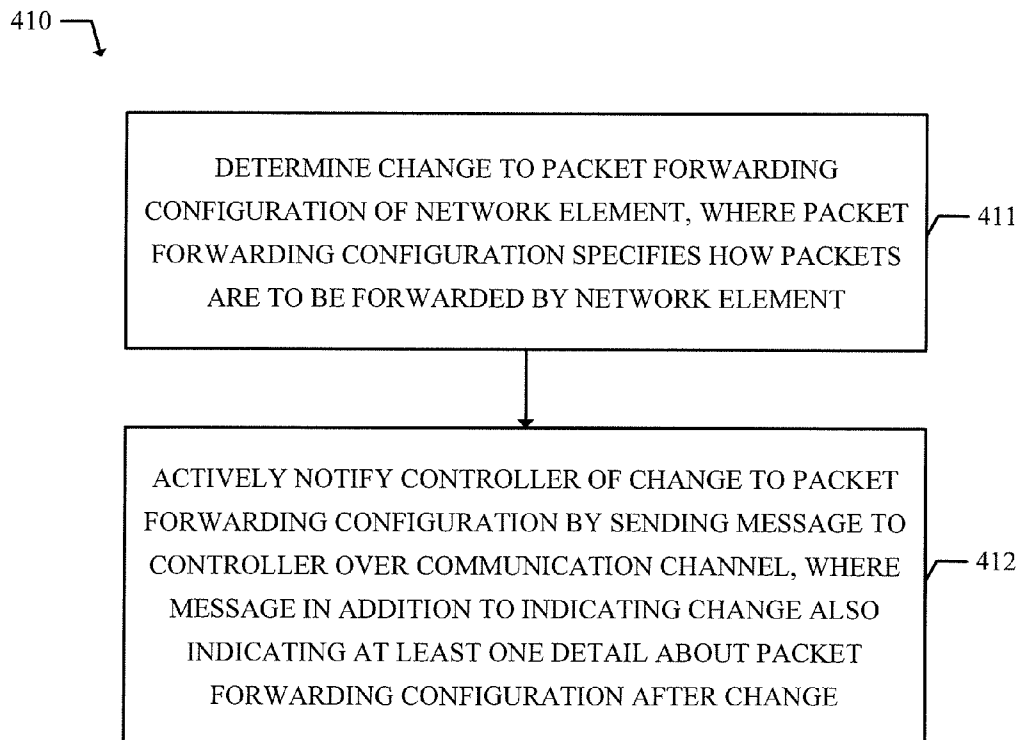 410
DETERMINE CHANGE TO PACKET FORWARDING
CONFIGURATION OF NETWORK ELEMENT, WHERE PACKET
FORWARDING CONFIGURATION SPECIFIES HOW PACKETS
ARE TO BE FORWARDED BY NETWORK ELEMENT
411
ACTIVELY NOTIFY CONTROLLER OF CHANGE TO PACKET
FORWARDING CONFIGURATION BY SENDING MESSAGE TO
CONTROLLER OVER COMMUNICATION CHANNEL, WHERE
MESSAGE IN ADDITION TO INDICATING CHANGE ALSO
INDICATING AT LEAST ONE DETAIL ABOUT PACKET
FORWARDING CONFIGURATION AFTER CHANGE
412